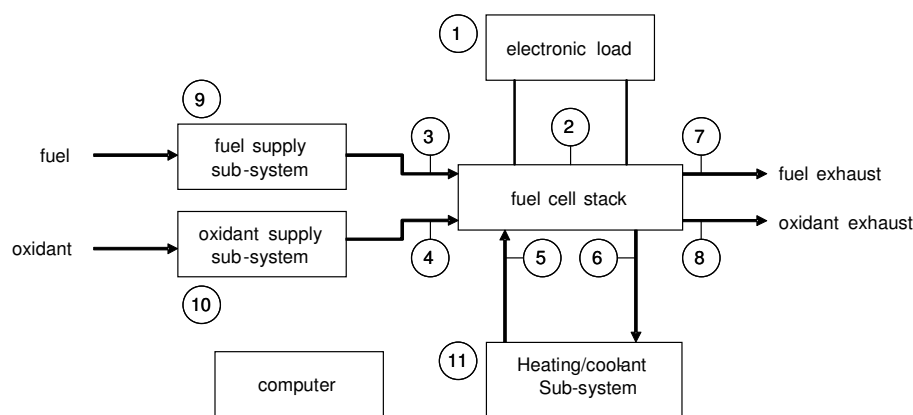 1
electronic load
9
3
2
7
fuel
fuel supply
sub-system
fuel cell stack
fuel exhaust
oxidant
oxidant supply
sub-system
oxidant exhaust
4
5
6
8
10
11
Heating/coolant
Sub-system
computer